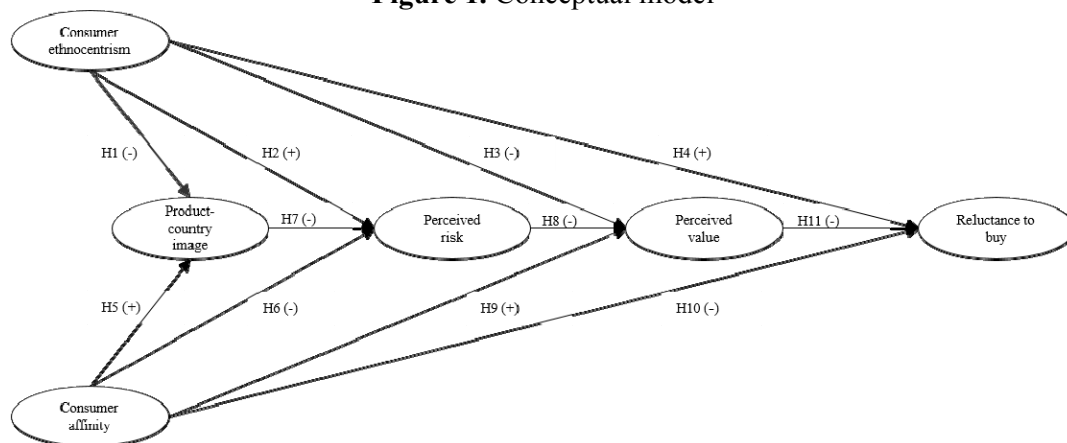 Figure 1. Conceptual model
Consumer
ethnocentrism
H1 (-)
H2 (+)
H3 (-)
H4 (+)
Product-
country
image
H7 (-)
Perceived
risk
H8 (-)
Perceived
value
H11 (-)
Reluctance to
buy
H5 (+)
H6 (-)
H9 (+)
H10 (-)
Consumer
affinity